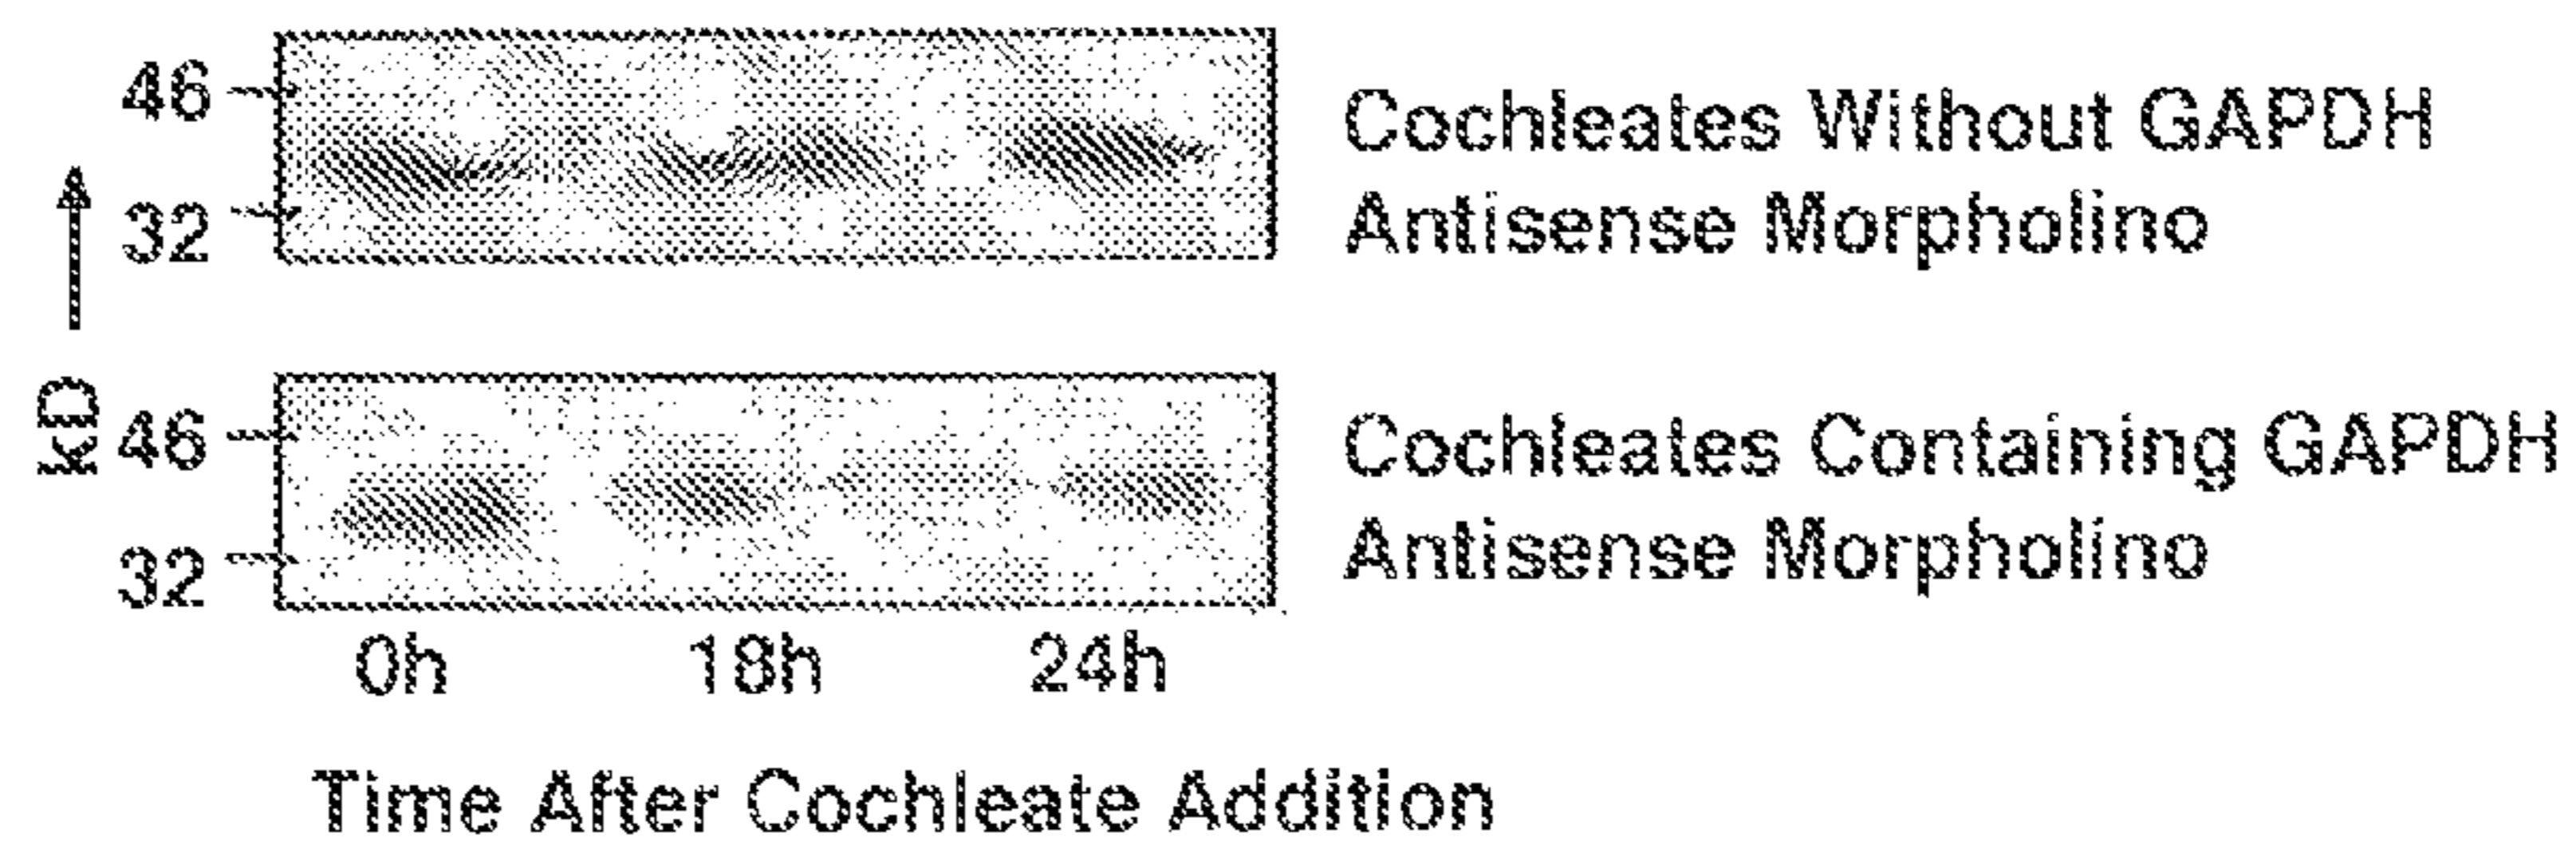 46
32
Cochleates Without GAPDH
Antisense Morpholino
kD
46
32
Cochleates Containing GAPDH
Antisense Morpholino
0h 18h 24h
Time After Cochleate Addition